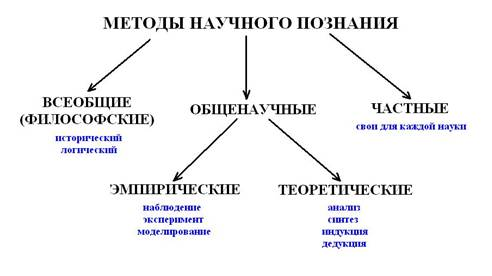 МЕТОДЫ НАУЧНОГО ПОЗНАНИЯ
ВСЕОБЩИЕ
(ФИЛОСОФСКИЕ)
исторический
логический
ОБЩЕНАУЧНЫЕ
ЧАСТНЫЕ
свои для каждой науки
ЭМПИРИЧЕСКИЕ
наблюдение
эксперимент
моделирование
ТЕОРЕТИЧЕСКИЕ
анализ
синтез
индукция
дедукция